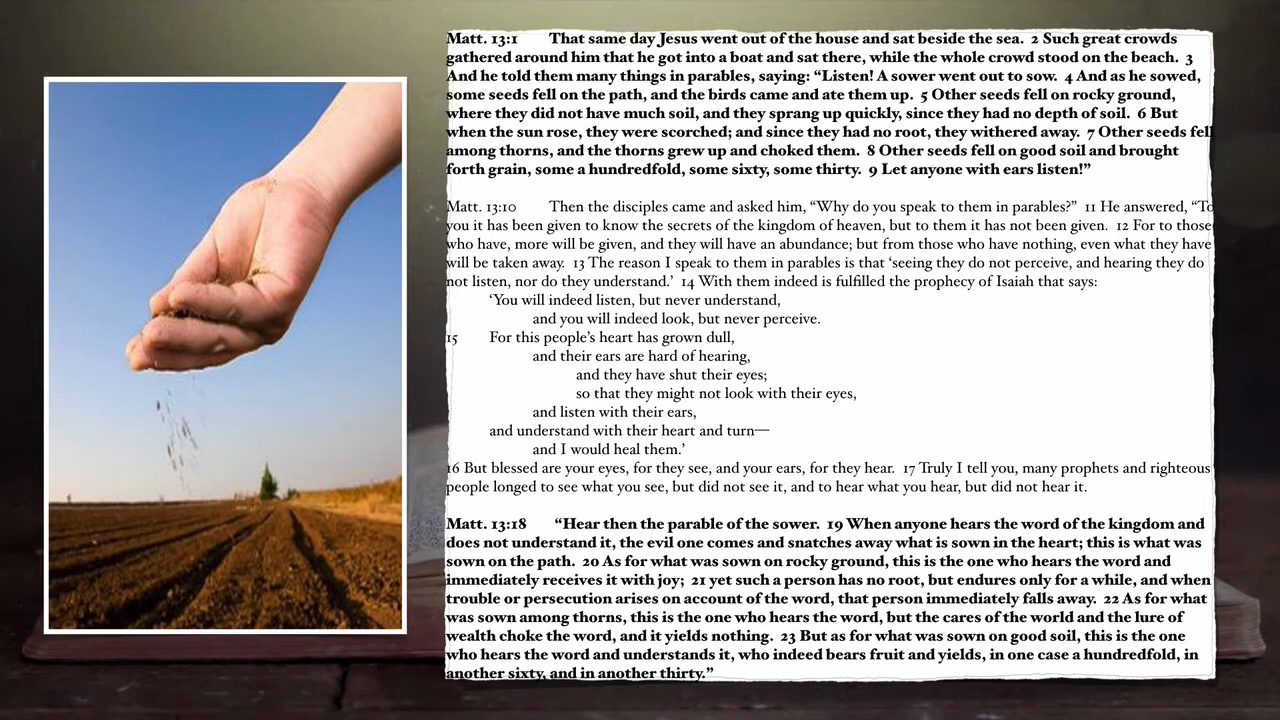 Matt. 13:1 That same day Jesus went out of the house and sat beside the sea. 2 Such great crowds
gathered around him that he got into a boat and sat there, while the whole crowd stood on the beach. 3
And he told them many things in parables, saying: “Listen! A sower went out to sow. 4 And as he sowed,
some seeds fell on the path, and the birds came and ate them up. 5 Other seeds fell on rocky ground,
where they did not have much soil, and they sprang up quickly, since they had no depth of soil. 6 But
when the sun rose, they were scorched; and since they had no root, they withered away. 7 Other seeds fell
among thorns, and the thorns grew up and choked them. 8 Other seeds fell on good soil and brought
forth grain, some a hundredfold, some sixty, some thirty. 9 Let anyone with ears listen!”
Matt. 13:10 Then the disciples came and asked him, “Why do you speak to them in parables?” 11 He answered, “To
you it has been given to know the secrets of the kingdom of heaven, but to them it has not been given. 12 For to those
who have, more will be given, and they will have an abundance; but from those who have nothing, even what they have
will be taken away. 13 The reason I speak to them in parables is that ‘seeing they do not perceive, and hearing they do
not listen, nor do they understand.’ 14 With them indeed is fulfilled the prophecy of Isaiah that says:
‘You will indeed listen, but never understand,
and you will indeed look, but never perceive.
15 For this people’s heart has grown dull,
and their ears are hard of hearing,
and they have shut their eyes;
so that they might not look with their eyes,
and listen with their ears,
and understand with their heart and turn—
and I would heal them.’
16 But blessed are your eyes, for they see, and your ears, for they hear. 17 Truly I tell you, many prophets and righteous
people longed to see what you see, but did not see it, and to hear what you hear, but did not hear it.
Matt. 13:18 “Hear then the parable of the sower. 19 When anyone hears the word of the kingdom and
does not understand it, the evil one comes and snatches away what is sown in the heart; this is what was
sown on the path. 20 As for what was sown on rocky ground, this is the one who hears the word and
immediately receives it with joy; 21 yet such a person has no root, but endures only for a while, and when
trouble or persecution arises on account of the word, that person immediately falls away. 22 As for what
was sown among thorns, this is the one who hears the word, but the cares of the world and the lure of
wealth choke the word, and it yields nothing. 23 But as for what was sown on good soil, this is the one
who hears the word and understands it, who indeed bears fruit and yields, in one case a hundredfold, in
another sixty, and in another thirty.”